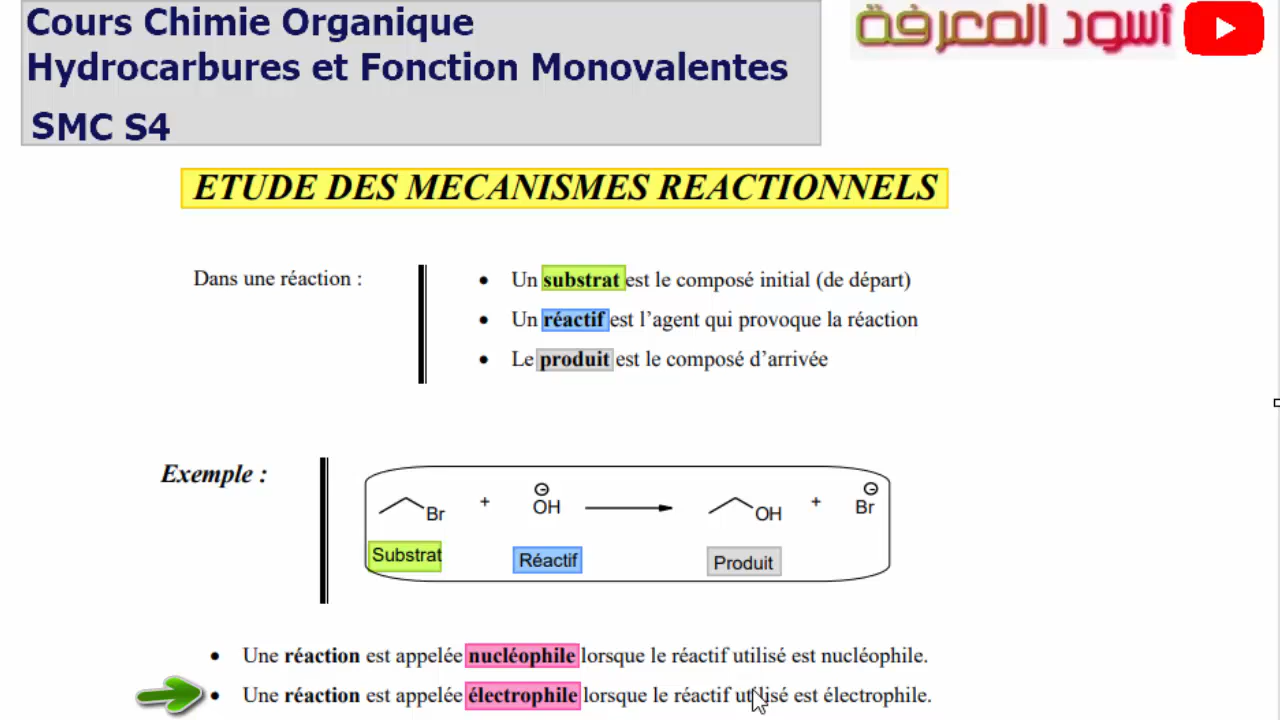 Cours Chimie Organique
Hydrocarbures et Fonction Monovalentes
SMC S4
أسود المعرفة
ETUDE DES MECANISMES REACTIONNELS
Dans une réaction :
• Un substrat est le composé initial (de départ)
• Un réactif est l'agent qui provoque la réaction
• Le produit est le composé d'arrivée
Exemple :
Br + ⊖OH ⟶ OH + Br⊖
Substrat Réactif Produit
• Une réaction est appelée nucléophile lorsque le réactif utilisé est nucléophile.
• Une réaction est appelée électrophile lorsque le réactif utilisé est électrophile.